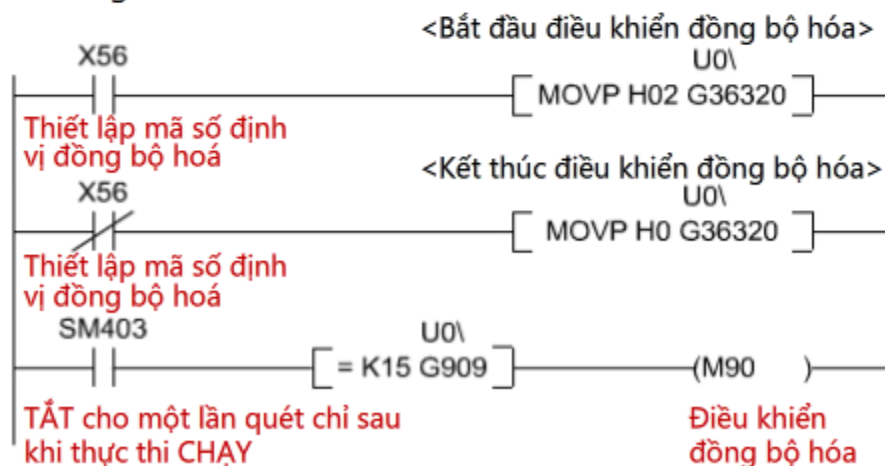 <Bắt đầu điều khiển đồng bộ hóa>
X56
U0\
MOVP H02 G36320
Thiết lập mã số định
vị đồng bộ hoá
<Kết thúc điều khiển đồng bộ hóa>
X56
U0\
MOVP H0 G36320
Thiết lập mã số định
vị đồng bộ hoá
SM403
U0\
= K15 G909
(M90 )
TẮT cho một lần quét chỉ sau
khi thực thi CHẠY
Điều khiển
đồng bộ hóa